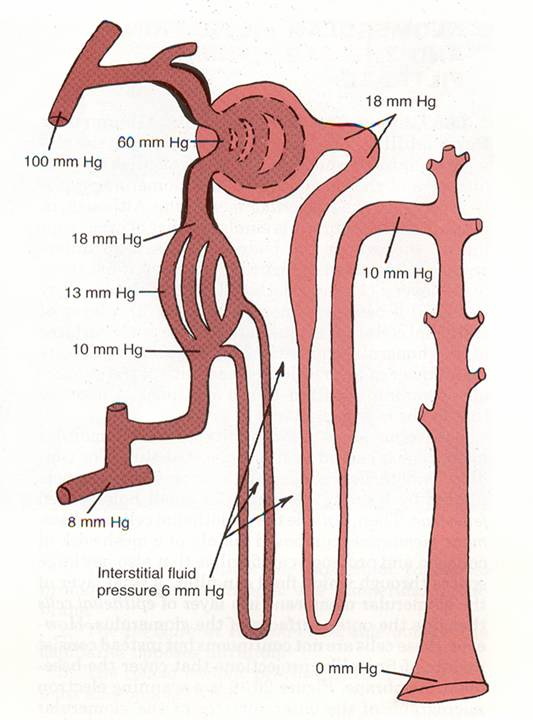 18 mm Hg
60 mm Hg
100 mm Hg
18 mm Hg
10 mm Hg
13 mm Hg
10 mm Hg
8 mm Hg
Interstitial fluid
pressure 6 mm Hg
0 mm Hg